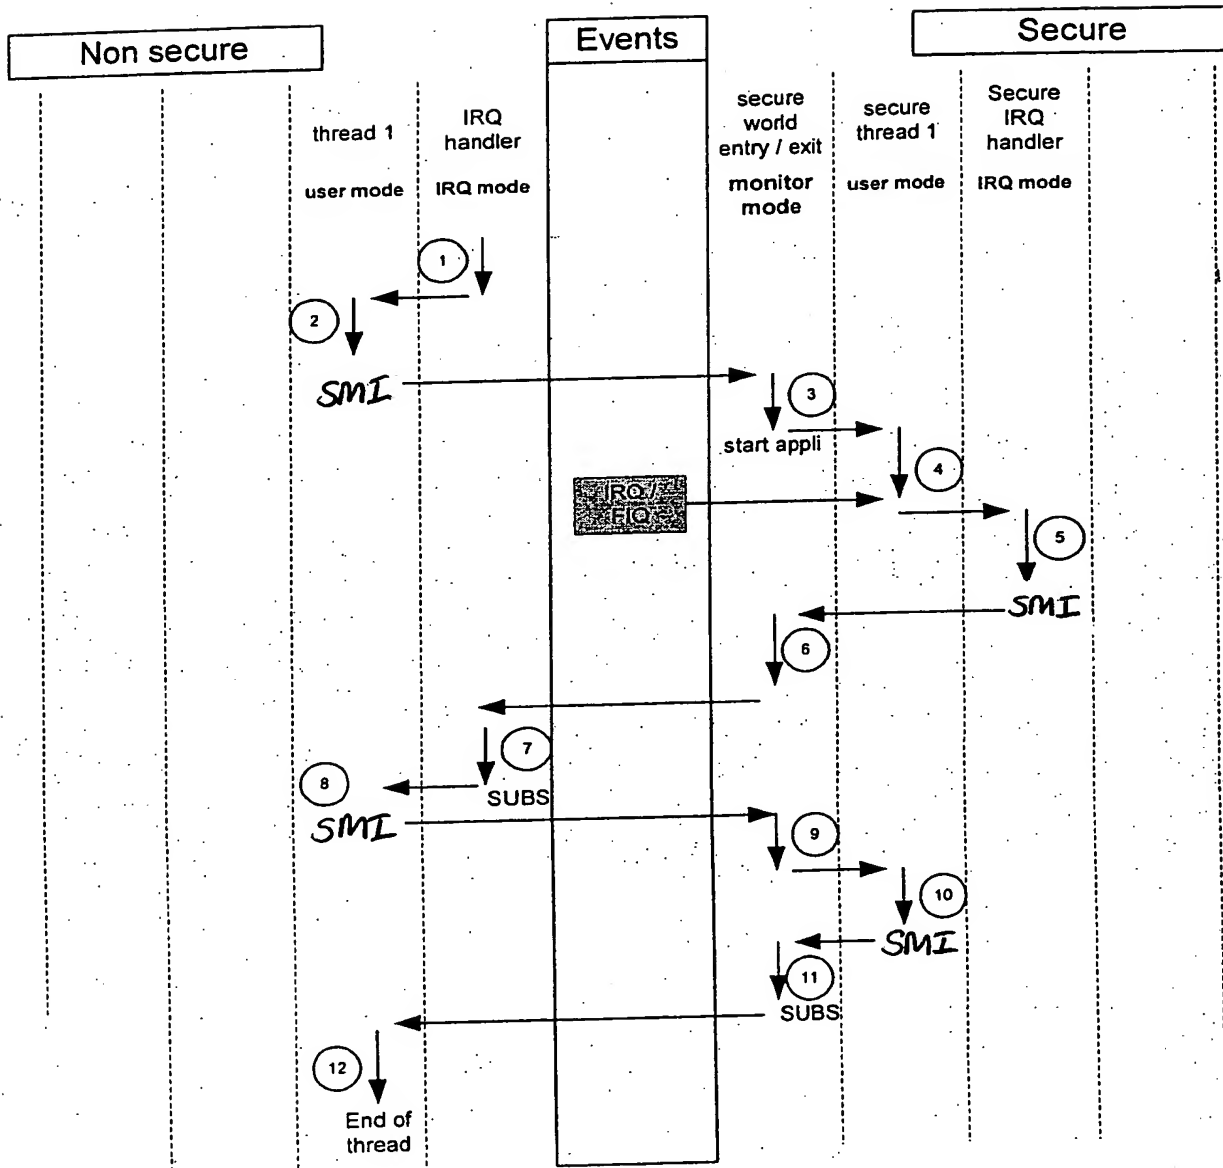 Non secure
Events
Secure
thread 1
user mode
IRQ
handler
IRQ mode
secure
world
entry / exit
monitor
mode
secure
thread 1
user mode
Secure
IRQ
handler
IRQ mode
1
2
SMI
3
start appli
4
IRQ /
FIQ
5
SMI
6
7
8
SUBS
SMI
9
10
SMI
11
SUBS
12
End of
thread